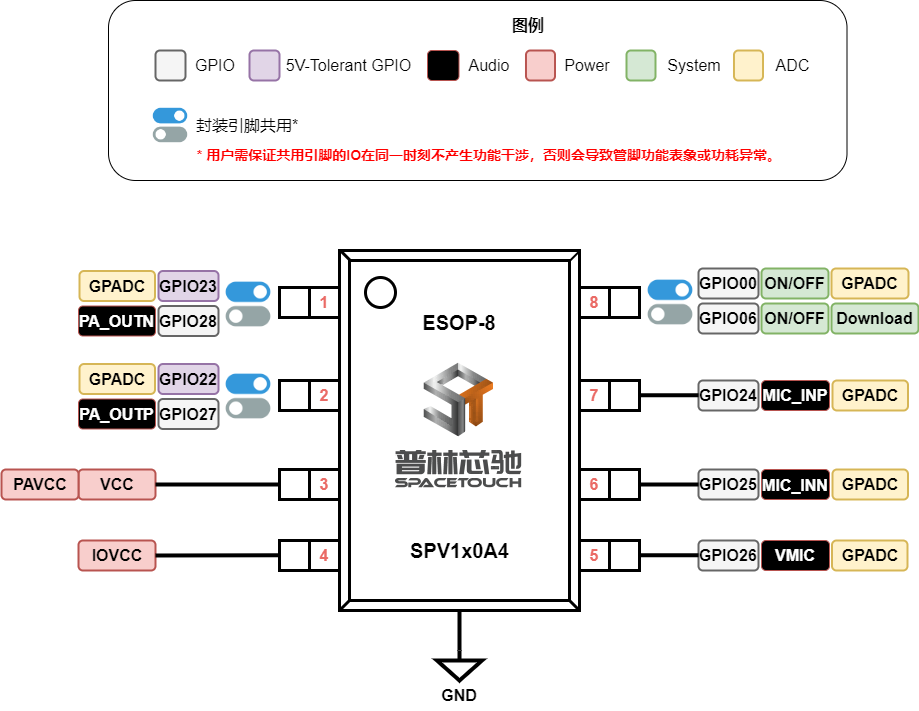 图例
GPIO 5V-Tolerant GPIO Audio Power System ADC
封装引脚共用*
* 用户需保证共用引脚的IO在同一时刻不产生功能干涉，否则会导致管脚功能表象或功耗异常。
GPADC GPIO23 1 8 GPIO00 ON/OFF GPADC
PA_OUTN GPIO28 GPIO06 ON/OFF Download
ESOP-8
GPADC GPIO22 2 7 GPIO24 MIC_INP GPADC
PA_OUTP GPIO27
普林芯驰
SPACETOUCH
PAVCC VCC 3 6 GPIO25 MIC_INN GPADC
SPV1x0A4
IOVCC 4 5 GPIO26 VMIC GPADC
GND